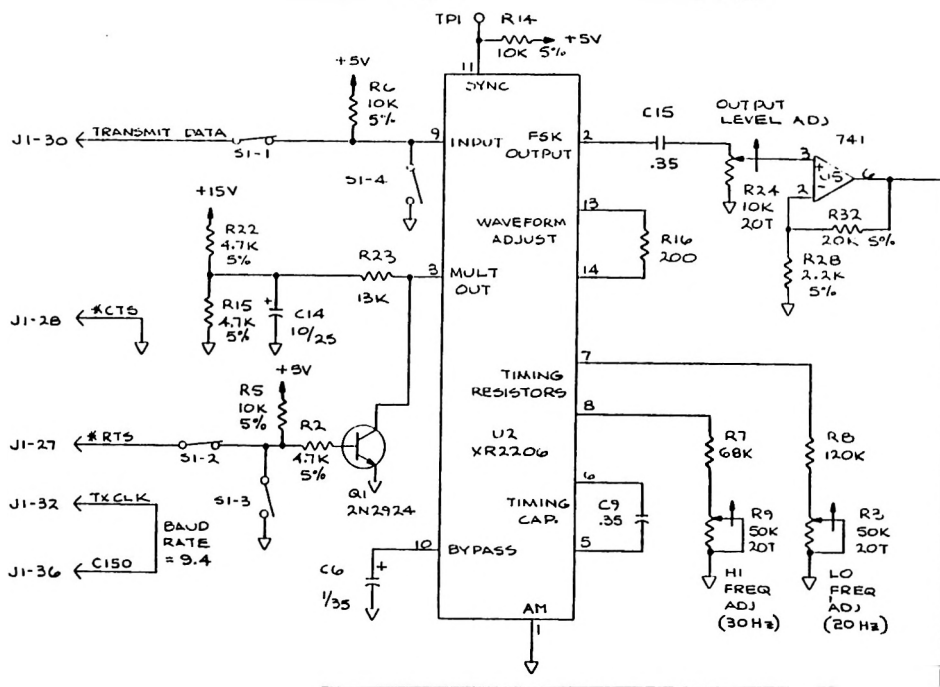 TP1
R14
10K 5%
+5V
11
SYNC
+5V
R6
10K
5%
J1-30
TRANSMIT DATA
S1-1
9
INPUT
S1-4
FSK
OUTPUT
2
C15
.35
OUTPUT
LEVEL ADJ
741
3
+
U5
-
6
2
R24
10K
20T
R32
20K 5%
R28
2.2K
5%
+15V
R22
4.7K
5%
R23
13K
3
MULT
OUT
WAVEFORM
ADJUST
13
14
R16
200
R15
4.7K
5%
+
C14
10/25
J1-28
*CTS
+5V
R5
10K
5%
J1-27
*RTS
S1-2
R2
4.7K
5%
S1-3
Q1
2N2924
TIMING
RESISTORS
7
8
U2
XR2206
R7
68K
R8
120K
J1-32
TXCLK
BAUD
RATE
= 9.4
J1-36
C150
TIMING
CAP.
6
5
C9
.35
R9
50K
20T
R3
50K
20T
10
BYPASS
C6
1/35
+
HI
FREQ
ADJ
(30Hz)
LO
FREQ
ADJ
(20Hz)
AM
1